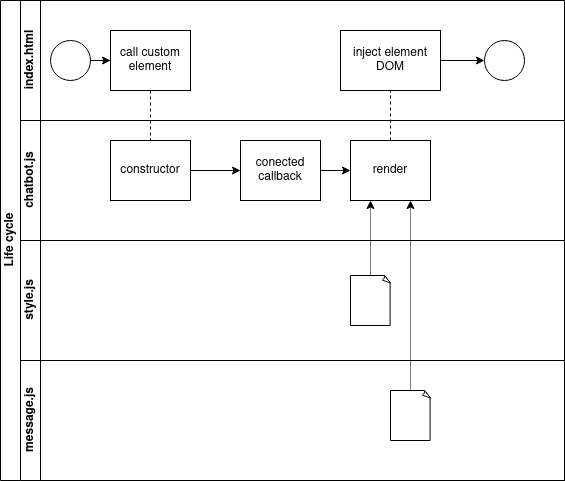 Life cycle
index.html
call custom
element
inject element
DOM
chatbot.js
constructor
conected
callback
render
style.js
message.js